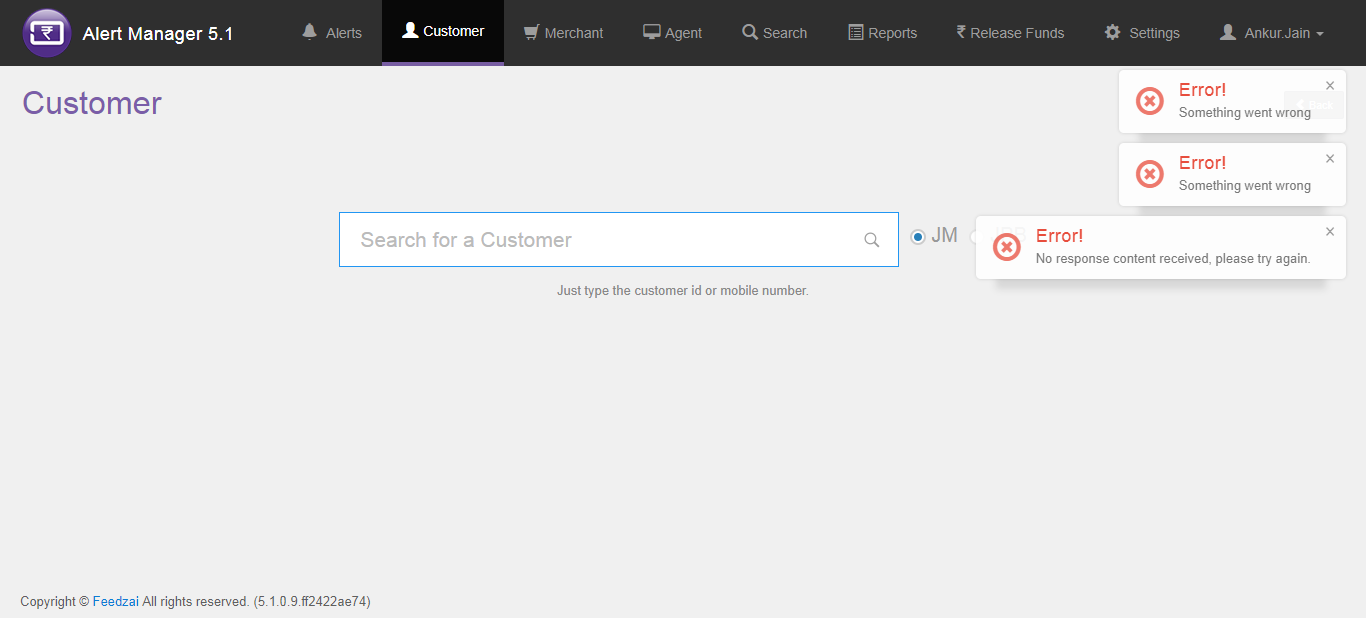 Alert Manager 5.1
Alerts
Customer
Merchant
Agent
Search
Reports
₹ Release Funds
Settings
Ankur.Jain
Customer
Error!
Something went wrong
Back
Error!
Something went wrong
Search for a Customer
JM
Error!
No response content received, please try again.
Just type the customer id or mobile number.
Copyright © Feedzai All rights reserved. (5.1.0.9.ff2422ae74)